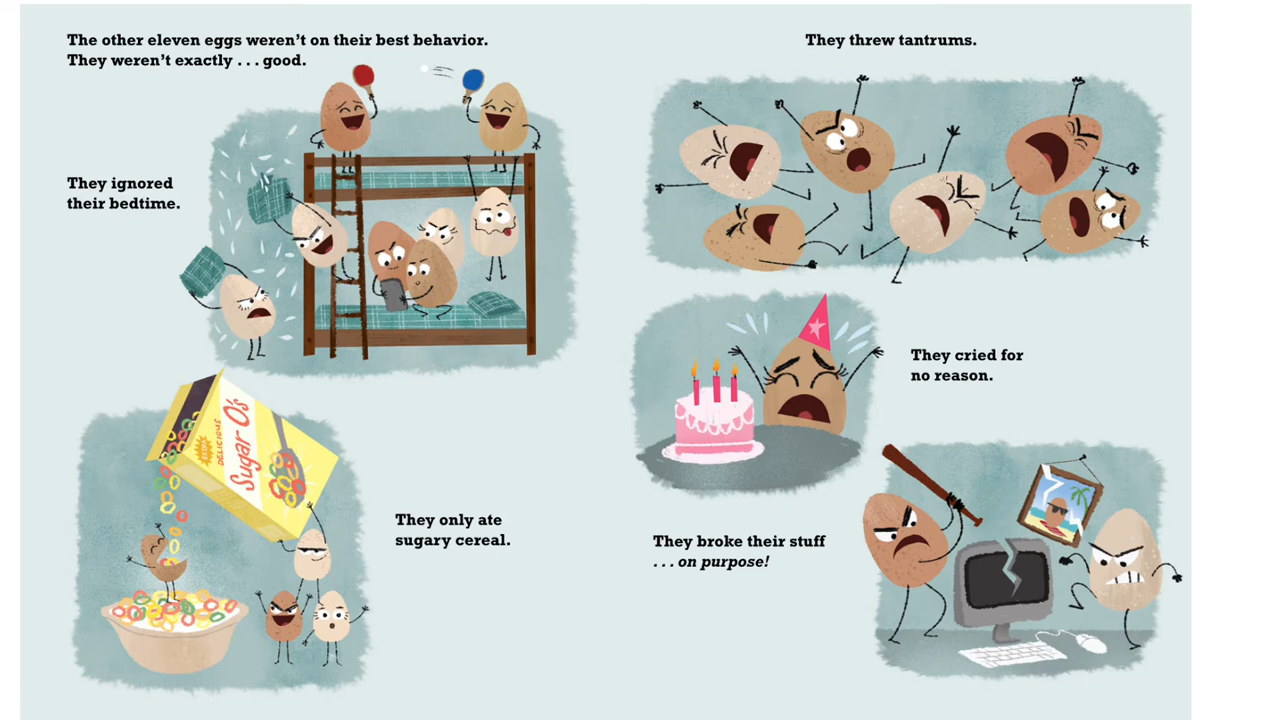 The other eleven eggs weren't on their best behavior.
They weren't exactly . . . good.
They ignored
their bedtime.
DELICIOUS
Sugar O's
They only ate
sugary cereal.
They threw tantrums.
They cried for
no reason.
They broke their stuff
. . . on purpose!